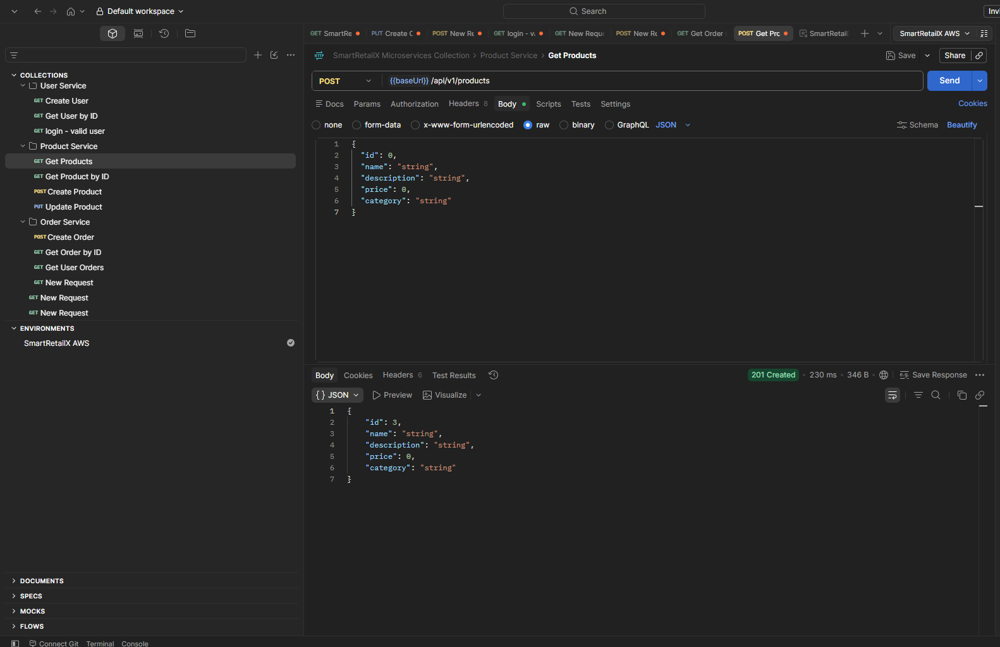 Default workspace
Search
Invi
GET SmartRe
PUT Create C
POST New Re
GET login - va
GET New Reque
POST New Re
GET Get Order
POST Get Prc
SmartRetail
SmartRetailX AWS
SmartRetailX Microservices Collection > Product Service > Get Products
Save
Share
COLLECTIONS
User Service
GET Create User
GET Get User by ID
GET login - valid user
Product Service
GET Get Products
GET Get Product by ID
POST Create Product
PUT Update Product
Order Service
POST Create Order
GET Get Order by ID
GET Get User Orders
GET New Request
GET New Request
GET New Request
ENVIRONMENTS
SmartRetailX AWS
DOCUMENTS
SPECS
MOCKS
FLOWS
POST {{baseUrl}} /api/v1/products
Send
Docs Params Authorization Headers 8 Body Scripts Tests Settings
Cookies
none form-data x-www-form-urlencoded raw binary GraphQL JSON
Schema Beautify
1 {
2 "id": 0,
3 "name": "string",
4 "description": "string",
5 "price": 0,
6 "category": "string"
7 }
Body Cookies Headers 6 Test Results
201 Created • 230 ms • 346 B
e.g. Save Response
{} JSON Preview Visualize
1 {
2 "id": 3,
3 "name": "string",
4 "description": "string",
5 "price": 0,
6 "category": "string"
7 }
Connect Git Terminal Console